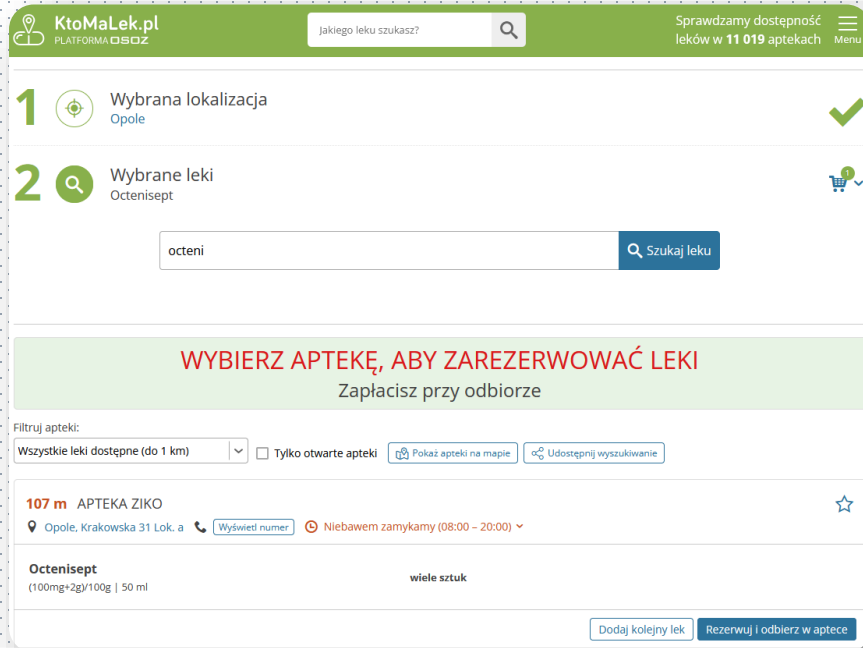 KtoMaLek.pl
PLATFORMA OSOZ
Jakiego leku szukasz?
Sprawdzamy dostępność
leków w 11 019 aptekach
Menu
1
Wybrana lokalizacja
Opole
2
Wybrane leki
Octenisept
1
octeni
Szukaj leku
WYBIERZ APTEKĘ, ABY ZAREZERWOWAĆ LEKI
Zapłacisz przy odbiorze
Filtruj apteki:
Wszystkie leki dostępne (do 1 km)
Tylko otwarte apteki
Pokaż apteki na mapie
Udostępnij wyszukiwanie
107 m APTEKA ZIKO
Opole, Krakowska 31 Lok. a
Wyświetl numer
Niebawem zamykamy (08:00 – 20:00)
Octenisept
(100mg+2g)/100g | 50 ml
wiele sztuk
Dodaj kolejny lek
Rezerwuj i odbierz w aptece